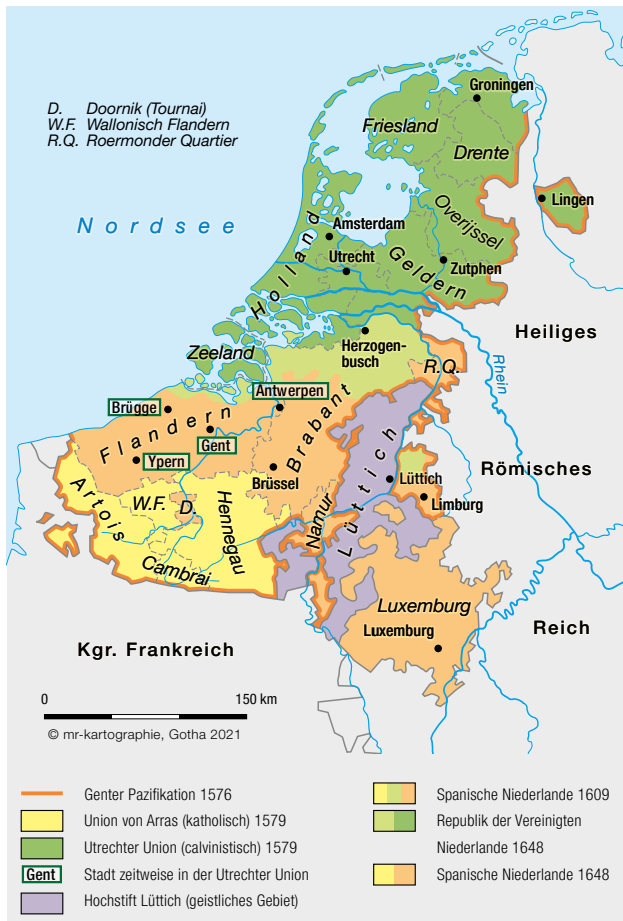 D. Doornik (Tournai)
W.F. Wallonisch Flandern
R.Q. Roermonder Quartier
Nordsee
Groningen
Friesland
Drente
Lingen
Overijssel
Amsterdam
Holland
Utrecht
Geldern
Zutphen
Heiliges
Zeeland
Herzogen-
busch
R.Q.
Rhein
Antwerpen
Brügge
Flandern
Brabant
Gent
Ypern
Brüssel
Lüttich
Lüttich
Römisches
Limburg
Artois
W.F.
D.
Hennegau
Namur
Cambrai
Luxemburg
Luxemburg
Reich
Kgr. Frankreich
0 150 km
© mr-kartographie, Gotha 2021
Genter Pazifikation 1576
Union von Arras (katholisch) 1579
Utrechter Union (calvinistisch) 1579
Gent Stadt zeitweise in der Utrechter Union
Hochstift Lüttich (geistliches Gebiet)
Spanische Niederlande 1609
Republik der Vereinigten
Niederlande 1648
Spanische Niederlande 1648